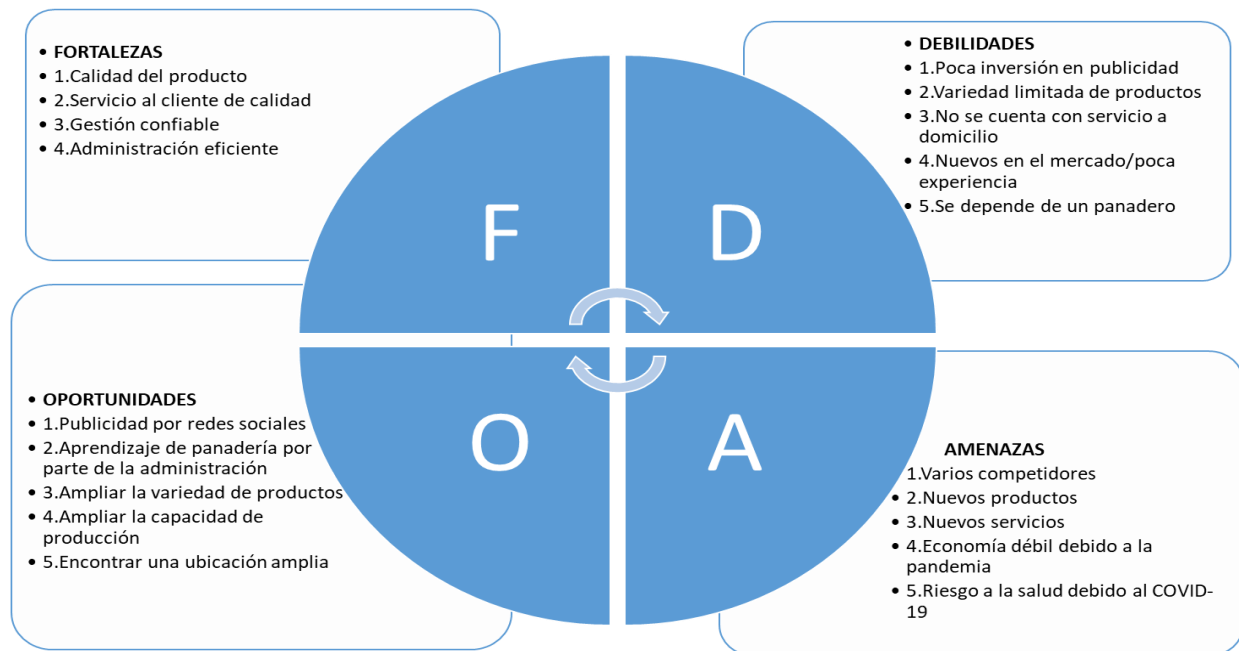 • FORTALEZAS
• 1.Calidad del producto
• 2.Servicio al cliente de calidad
• 3.Gestión confiable
• 4.Administración eficiente
• DEBILIDADES
• 1.Poca inversión en publicidad
• 2.Variedad limitada de productos
• 3.No se cuenta con servicio a
domicilio
• 4.Nuevos en el mercado/poca
experiencia
• 5.Se depende de un panadero
F
D
• OPORTUNIDADES
• 1.Publicidad por redes sociales
• 2.Aprendizaje de panadería por
parte de la administración
• 3.Ampliar la variedad de productos
• 4.Ampliar la capacidad de
producción
• 5.Encontrar una ubicación amplia
O
A
AMENAZAS
1.Varios competidores
• 2.Nuevos productos
• 3.Nuevos servicios
• 4.Economía débil debido a la
pandemia
• 5.Riesgo a la salud debido al COVID-
19